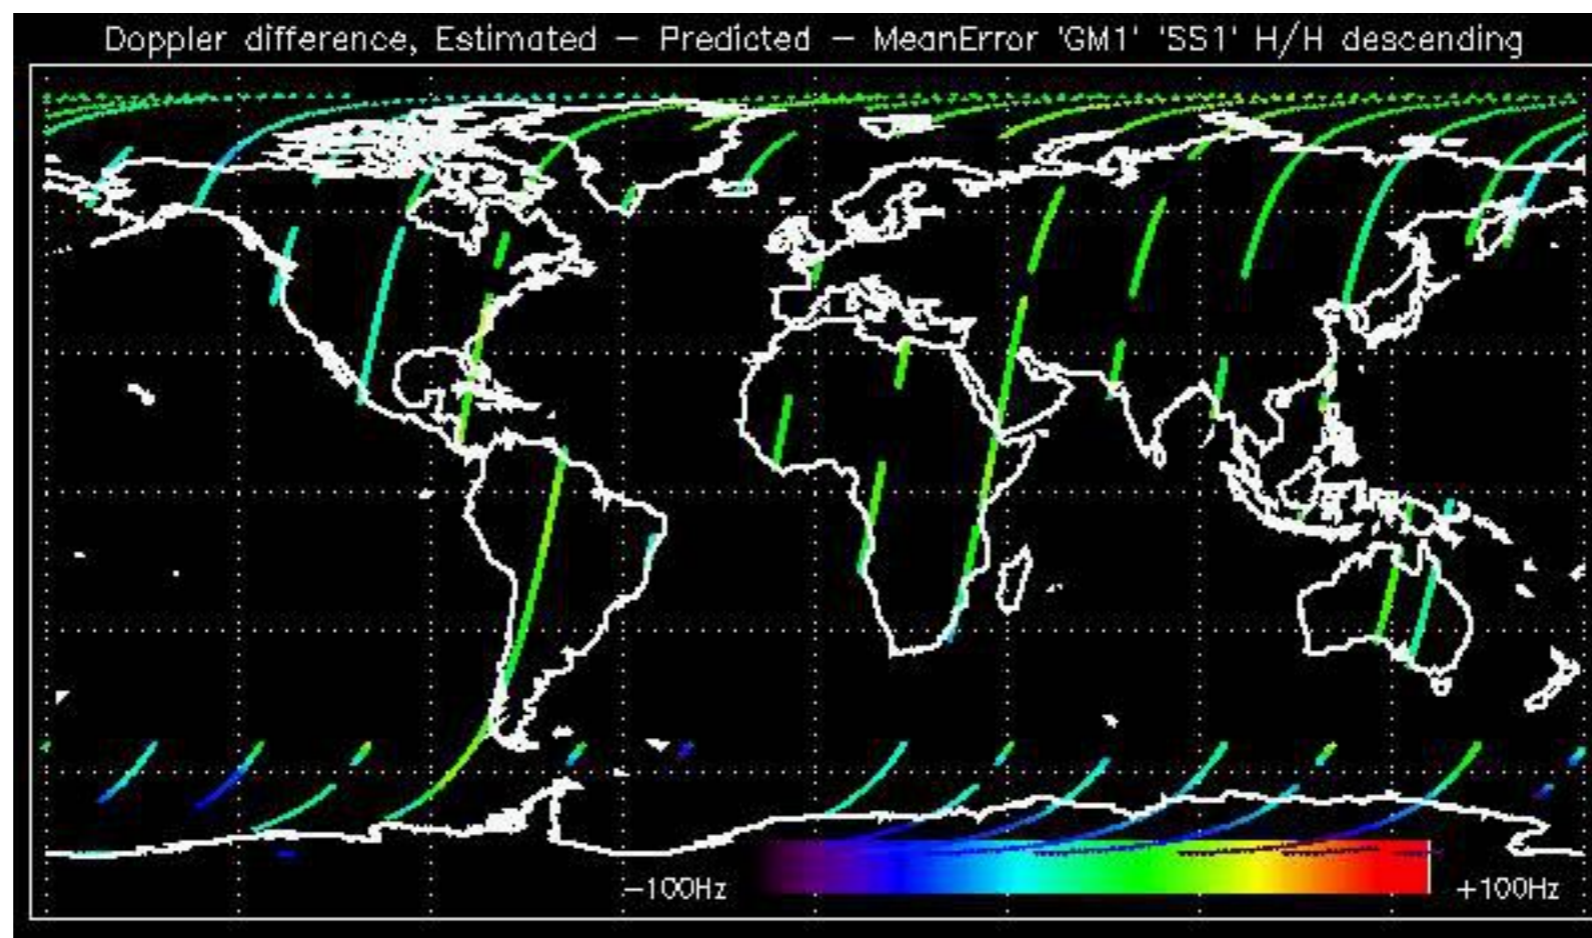 Doppler difference, Estimated – Predicted – MeanError 'GM1' 'SS1' H/H descending
–100Hz +100Hz